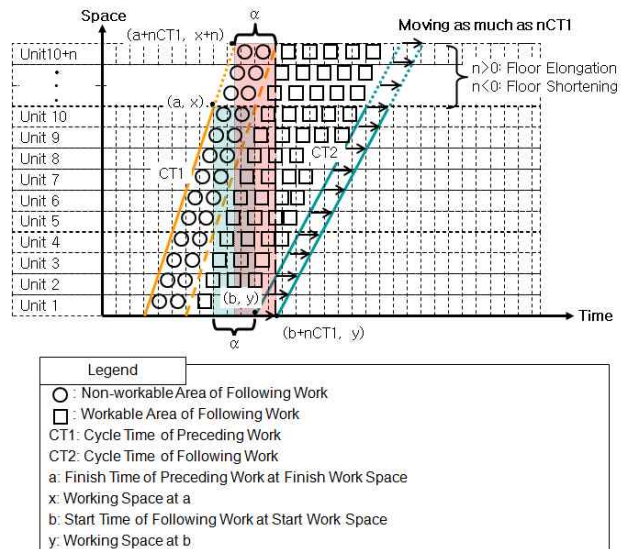 Space
α
(a+nCT1, x+n)
Moving as much as nCT1
Unit10+n
n>0: Floor Elongation
n<0: Floor Shortening
(a, x)
Unit 10
Unit 9
Unit 8
CT2
CT1
Unit 7
Unit 6
Unit 5
Unit 4
Unit 3
Unit 2
(b, y)
Unit 1
Time
α
(b+nCT1, y)
Legend
: Non-workable Area of Following Work
: Workable Area of Following Work
CT1: Cycle Time of Preceding Work
CT2: Cycle Time of Following Work
a: Finish Time of Preceding Work at Finish Work Space
x: Working Space at a
b: Start Time of Following Work at Start Work Space
y: Working Space at b